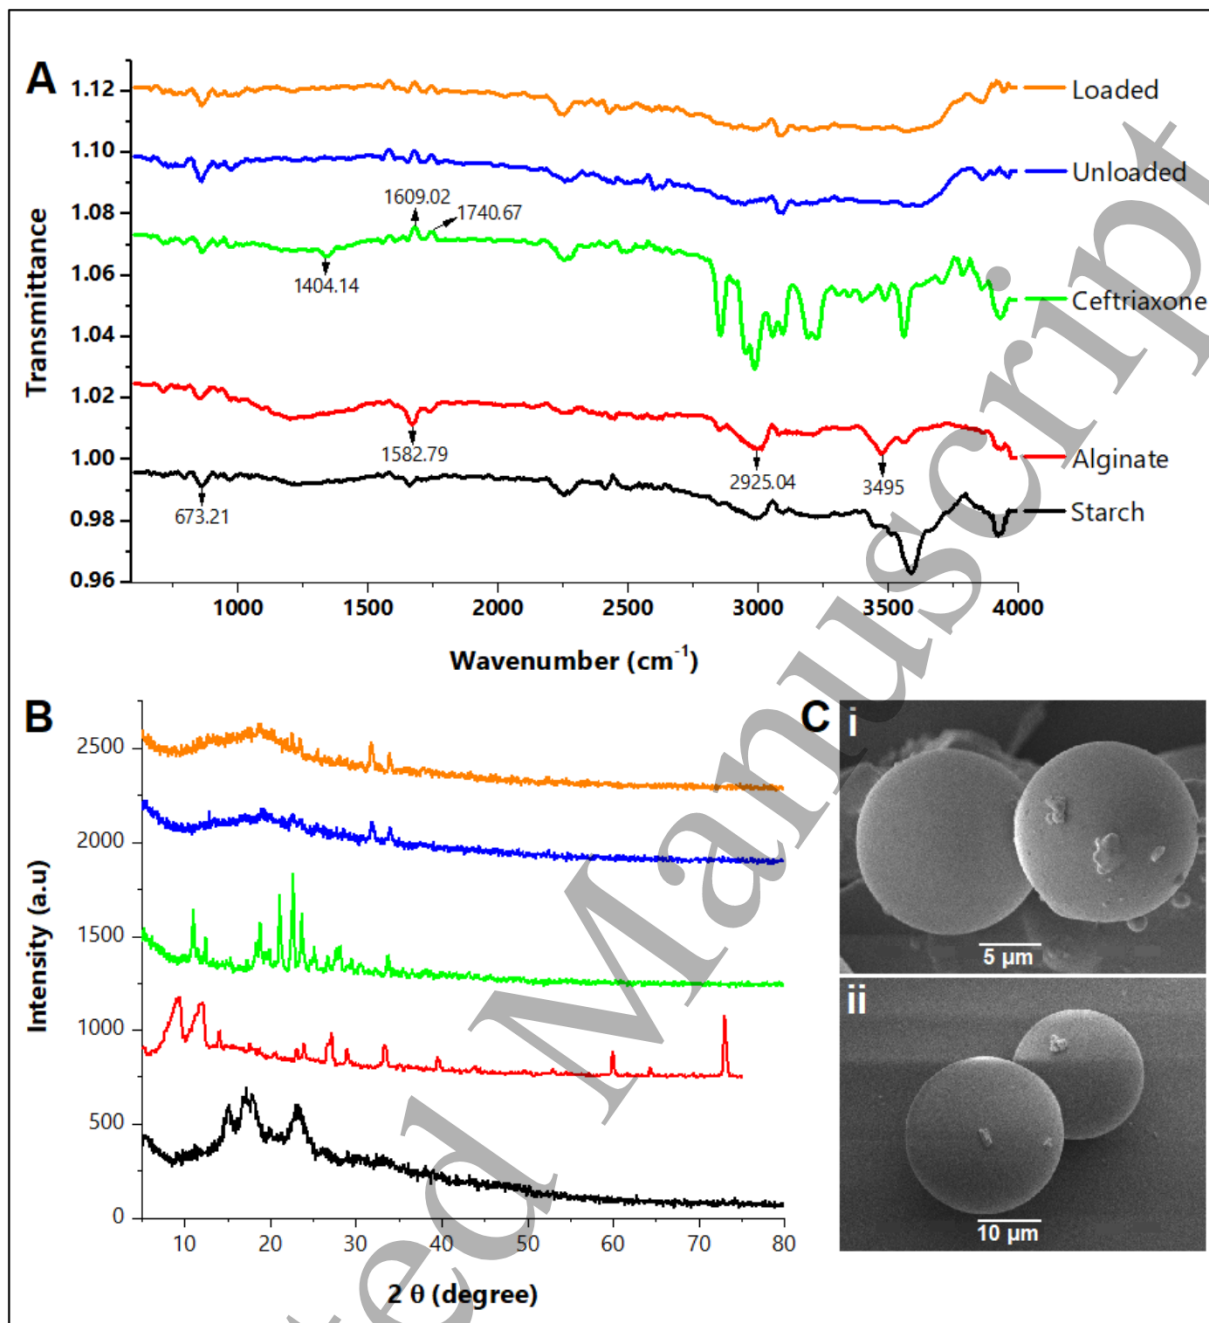 A
Transmittance
1.12
1.10
1.08
1.06
1.04
1.02
1.00
0.98
0.96
Loaded
Unloaded
Ceftriaxone
Alginate
Starch
1609.02
1740.67
1404.14
1582.79
2925.04
3495
673.21
1000 1500 2000 2500 3000 3500 4000
Wavenumber (cm⁻¹)
B
Intensity (a.u)
2500
2000
1500
1000
500
0
10 20 30 40 50 60 70 80
2 θ (degree)
C
i
5 μm
ii
10 μm
ted Manuscript